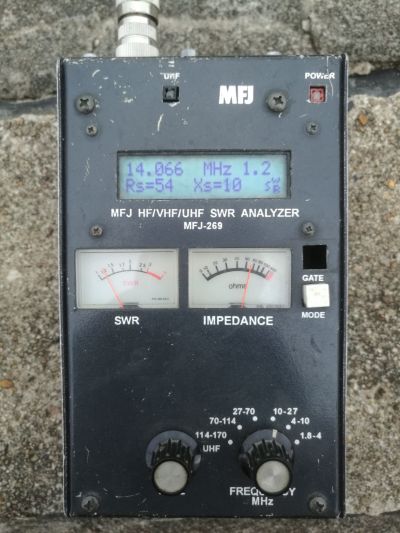 UHF MFJ POWER
14.066 MHz 1.2
Rs=54 Xs=10 SWR
MFJ HF/VHF/UHF SWR ANALYZER
MFJ-269
GATE
ohms
SWR IMPEDANCE MODE
27-70 10-27
70-114 4-10
114-170 1.8-4
UHF
FREQUENCY
MHz